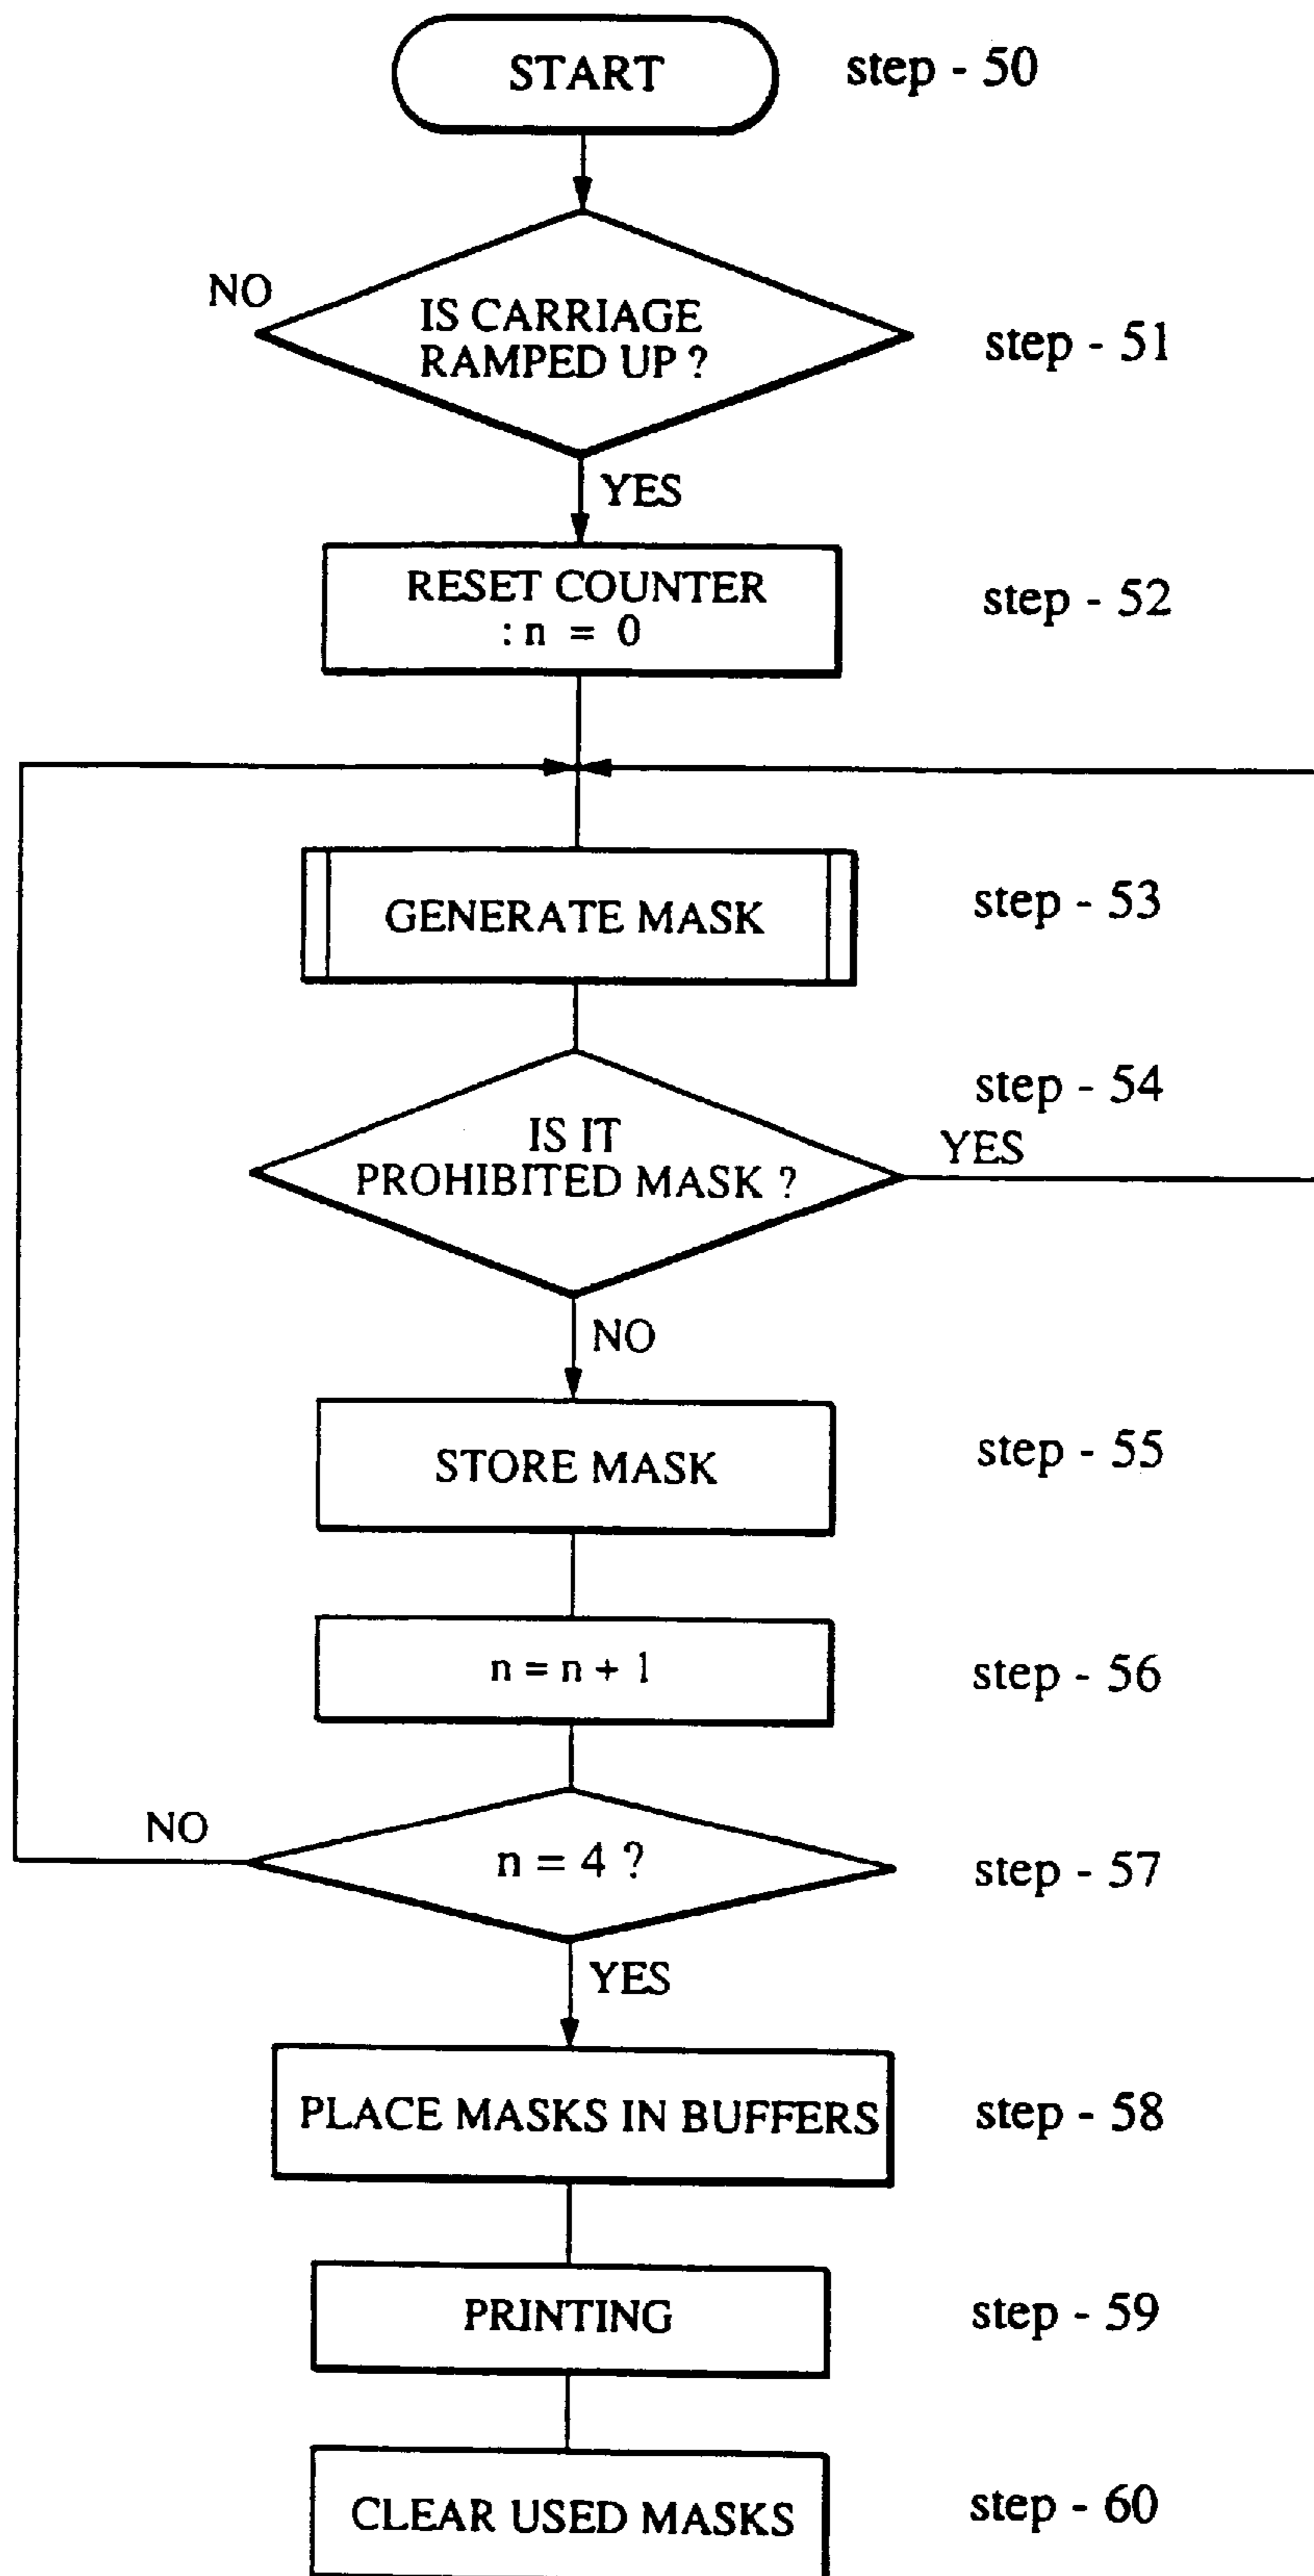 START
step - 50
NO
IS CARRIAGE
RAMPED UP ?
step - 51
YES
RESET COUNTER
: n = 0
step - 52
GENERATE MASK
step - 53
step - 54
IS IT
PROHIBITED MASK ?
YES
NO
STORE MASK
step - 55
n = n + 1
step - 56
NO
n = 4 ?
step - 57
YES
PLACE MASKS IN BUFFERS
step - 58
PRINTING
step - 59
CLEAR USED MASKS
step - 60